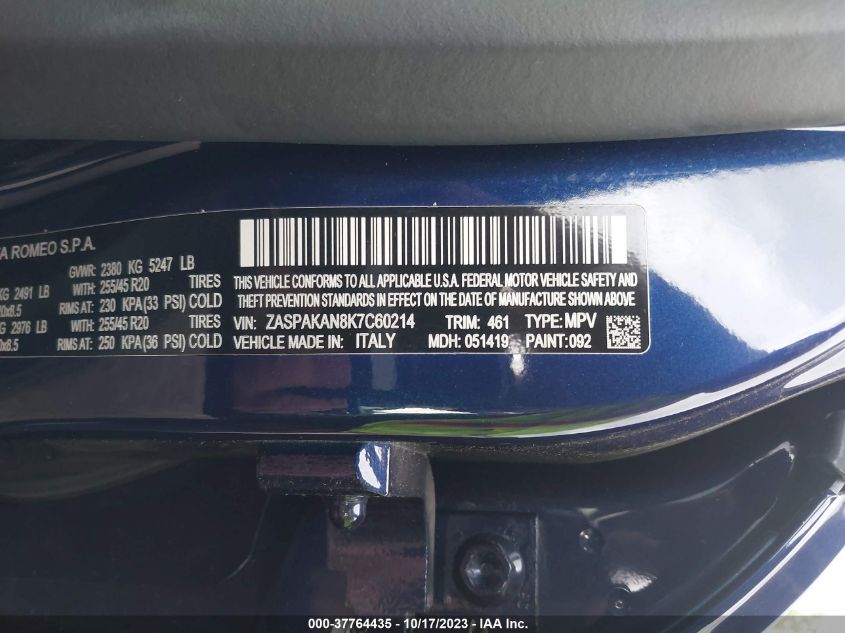 ROMEO S.P.A.
GVWR: 2380 KG 5247 LB
KG 2491 LB WITH: 255/45 R20 TIRES
RIMS AT: 230 KPA(33 PSI) COLD
KG 2976 LB WITH: 255/45 R20 TIRES
RIMS AT: 250 KPA(36 PSI) COLD
THIS VEHICLE CONFORMS TO ALL APPLICABLE U.S.A. FEDERAL MOTOR VEHICLE SAFETY AND
THEFT PREVENTION STANDARDS IN EFFECT ON THE DATE OF MANUFACTURE SHOWN ABOVE
VIN: ZASPAKAN8K7C60214 TRIM: 461 TYPE: MPV
VEHICLE MADE IN: ITALY MDH: 051419 PAINT: 092
000-37764435 - 10/17/2023 - IAA Inc.